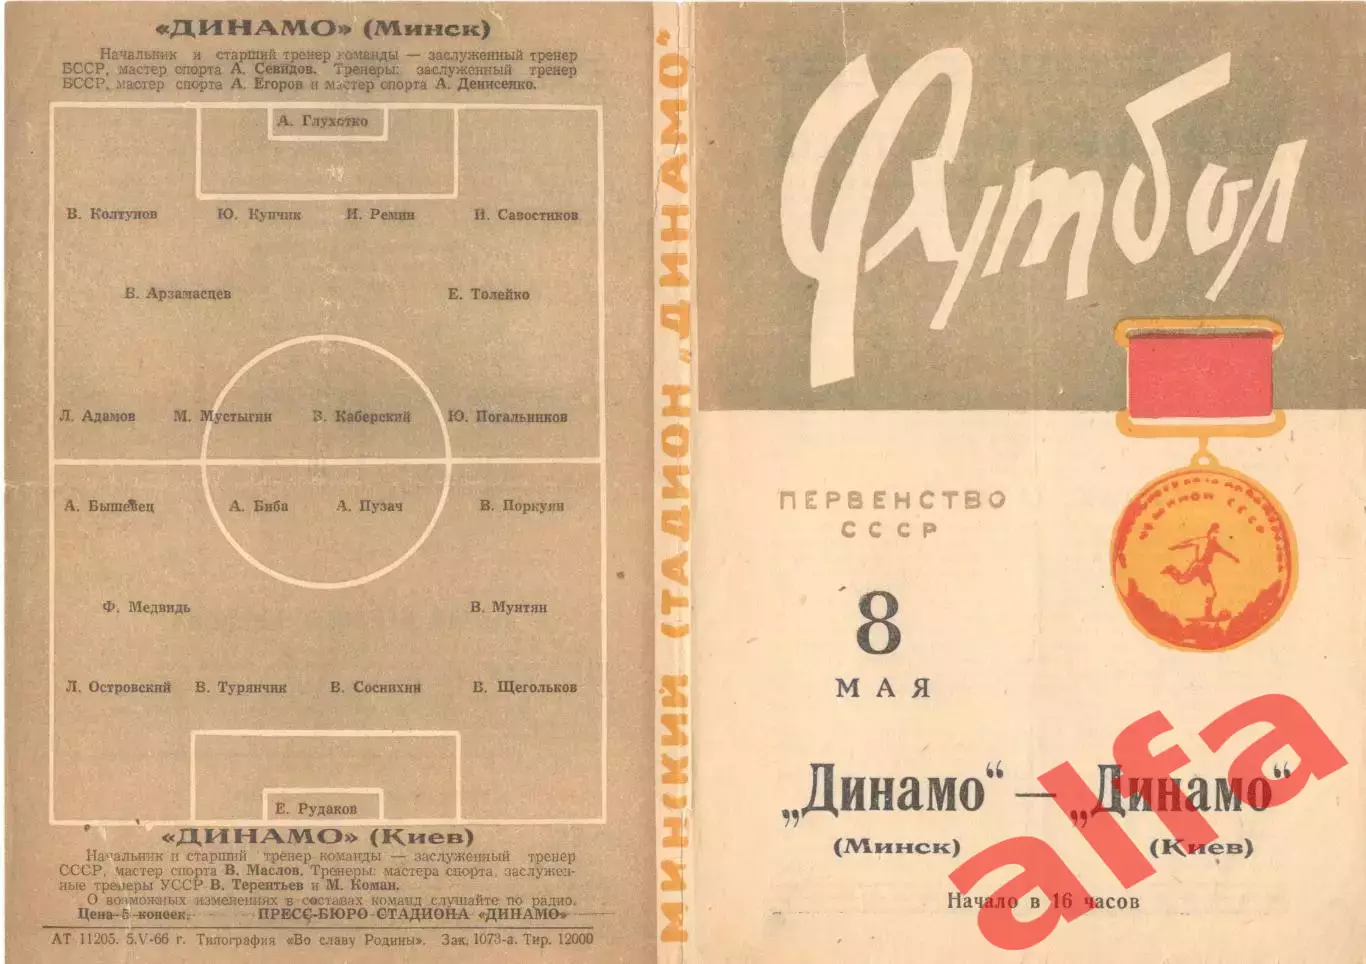 «ДИНАМО» (Минск)
Начальник и старший тренер команды — заслуженный тренер
БССР, мастер спорта А. Севидов. Тренеры: заслуженный тренер
БССР, мастер спорта А. Егоров и мастер спорта А. Денисенко.
А. Глухотко
В. Колтунов Ю. Купчик И. Ремин И. Савостиков
В. Арзамасцев Е. Толейко
Л. Адамов М. Мустыгин В. Каберский Ю. Погальников
А. Бышевец А. Биба А. Пузач В. Поркуян
Ф. Медвидь В. Мунтян
Л. Островский В. Турянчик В. Соснихин В. Щегольков
Е. Рудаков
«ДИНАМО» (Киев)
Начальник и старший тренер команды — заслуженный тренер
СССР, мастер спорта В. Маслов. Тренеры: мастера спорта, заслужен-
ные тренеры УССР В. Терентьев и М. Коман.
О возможных изменениях в составах команд слушайте по радио.
Цена 5 копеек. ПРЕСС-БЮРО СТАДИОНА «ДИНАМО»
АТ 11205. 5.V-66 г. Типография «Во славу Родины». Зак. 1073-а. Тир. 12000
МИНСКИЙ СТАДИОН „ДИНАМО"
Футбол
ПЕРВЕНСТВО
СССР
8
МАЯ
„Динамо“ — „Динамо“
(Минск) (Киев)
Начало в 16 часов
alfa